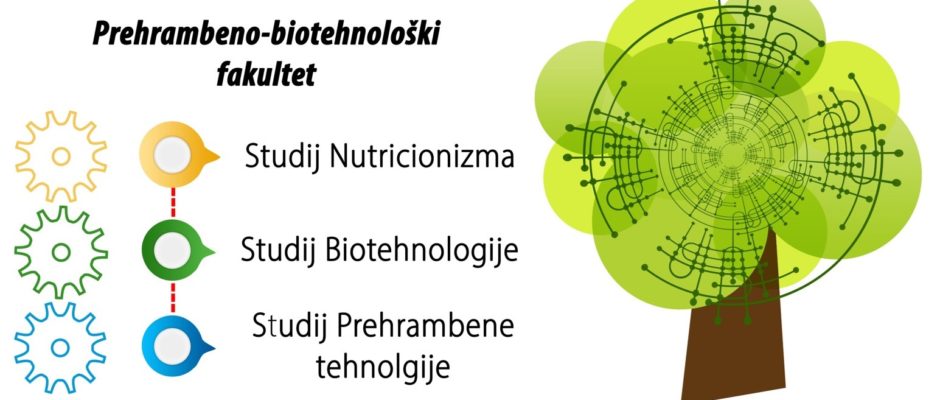 Prehrambeno-biotehnološki
fakultet
Studij Nutricionizma
Studij Biotehnologije
Studij Prehrambene
tehnolgije